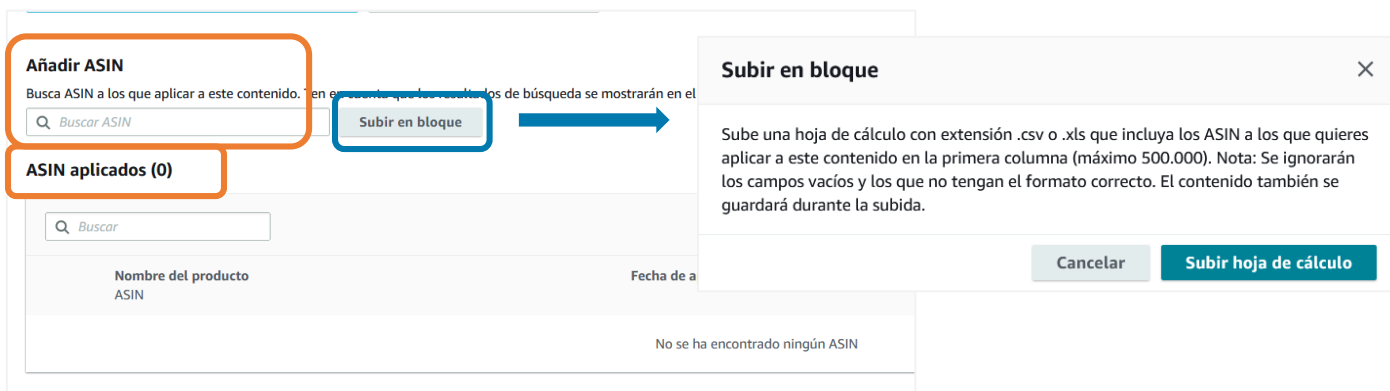 Añadir ASIN
Busca ASIN a los que aplicar a este contenido. Ten en cuenta que los resultados de búsqueda se mostrarán en el
Buscar ASIN
Subir en bloque
ASIN aplicados (0)
Buscar
Nombre del producto
ASIN
Fecha de a
No se ha encontrado ningún ASIN
Subir en bloque
Sube una hoja de cálculo con extensión .csv o .xls que incluya los ASIN a los que quieres
aplicar a este contenido en la primera columna (máximo 500.000). Nota: Se ignorarán
los campos vacíos y los que no tengan el formato correcto. El contenido también se
guardará durante la subida.
Cancelar
Subir hoja de cálculo